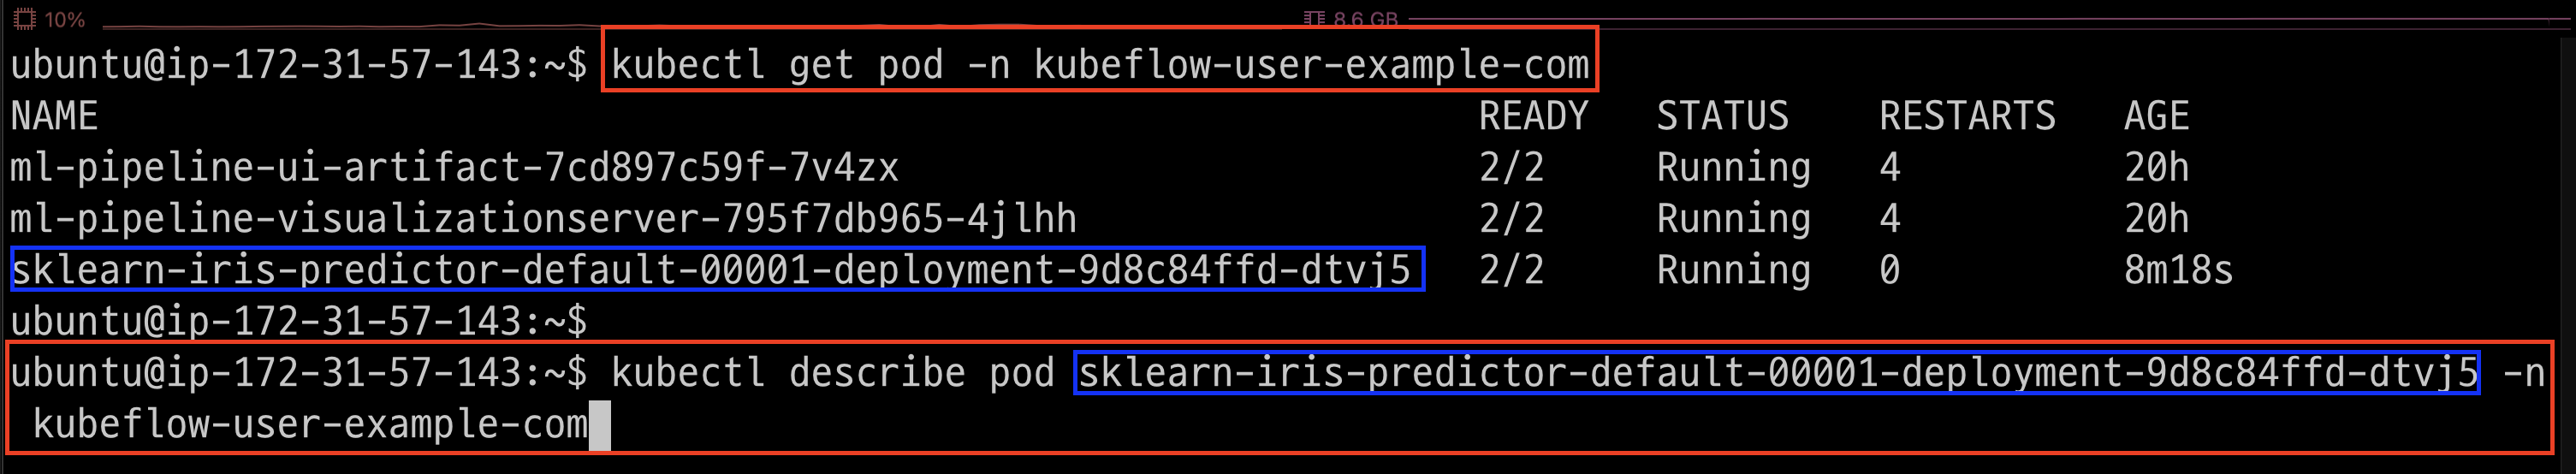 10% 8.6 GB
ubuntu@ip-172-31-57-143:~$ kubectl get pod -n kubeflow-user-example-com
NAME READY STATUS RESTARTS AGE
ml-pipeline-ui-artifact-7cd897c59f-7v4zx 2/2 Running 4 20h
ml-pipeline-visualizationserver-795f7db965-4jlhh 2/2 Running 4 20h
sklearn-iris-predictor-default-00001-deployment-9d8c84ffd-dtvj5 2/2 Running 0 8m18s
ubuntu@ip-172-31-57-143:~$
ubuntu@ip-172-31-57-143:~$ kubectl describe pod sklearn-iris-predictor-default-00001-deployment-9d8c84ffd-dtvj5 -n
kubeflow-user-example-com